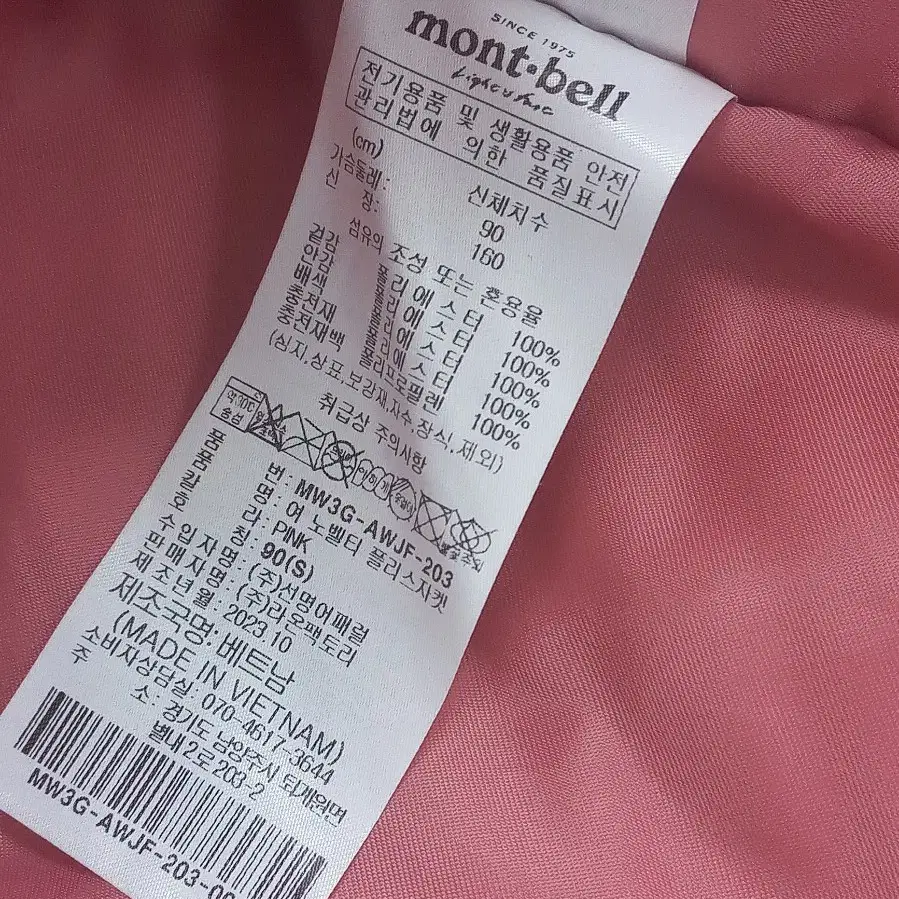 SINCE 1975
mont·bell
light & fast
전기용품 및 생활용품 안전
관리법에 의한 품질표시
(cm) 신체치수
가슴둘레: 90
신 장: 160
섬유의 조성 또는 혼용율
겉감 폴리에스터 100%
안감 폴리에스터 100%
배색 폴리에스터 100%
충전재 폴리에스터 100%
충전재백 폴리프로필렌 100%
(심지,상표,보강재,자수,장식,제외)
취급상 주의사항
약30℃
중성
품 번: MW3G-AWJF-203
품 명: 여 노벨티 플리스자켓
칼 라: PINK
호 칭: 90(S)
수입자명: (주)선명어패럴
판매자명: (주)라온팩토리
제조년월: 2023.10
제조국명: 베트남
(MADE IN VIETNAM)
소비자상담실: 070-4617-3644
주 소: 경기도 남양주시 퇴계원면
별내2로 203-2
MW3G-AWJF-203-09